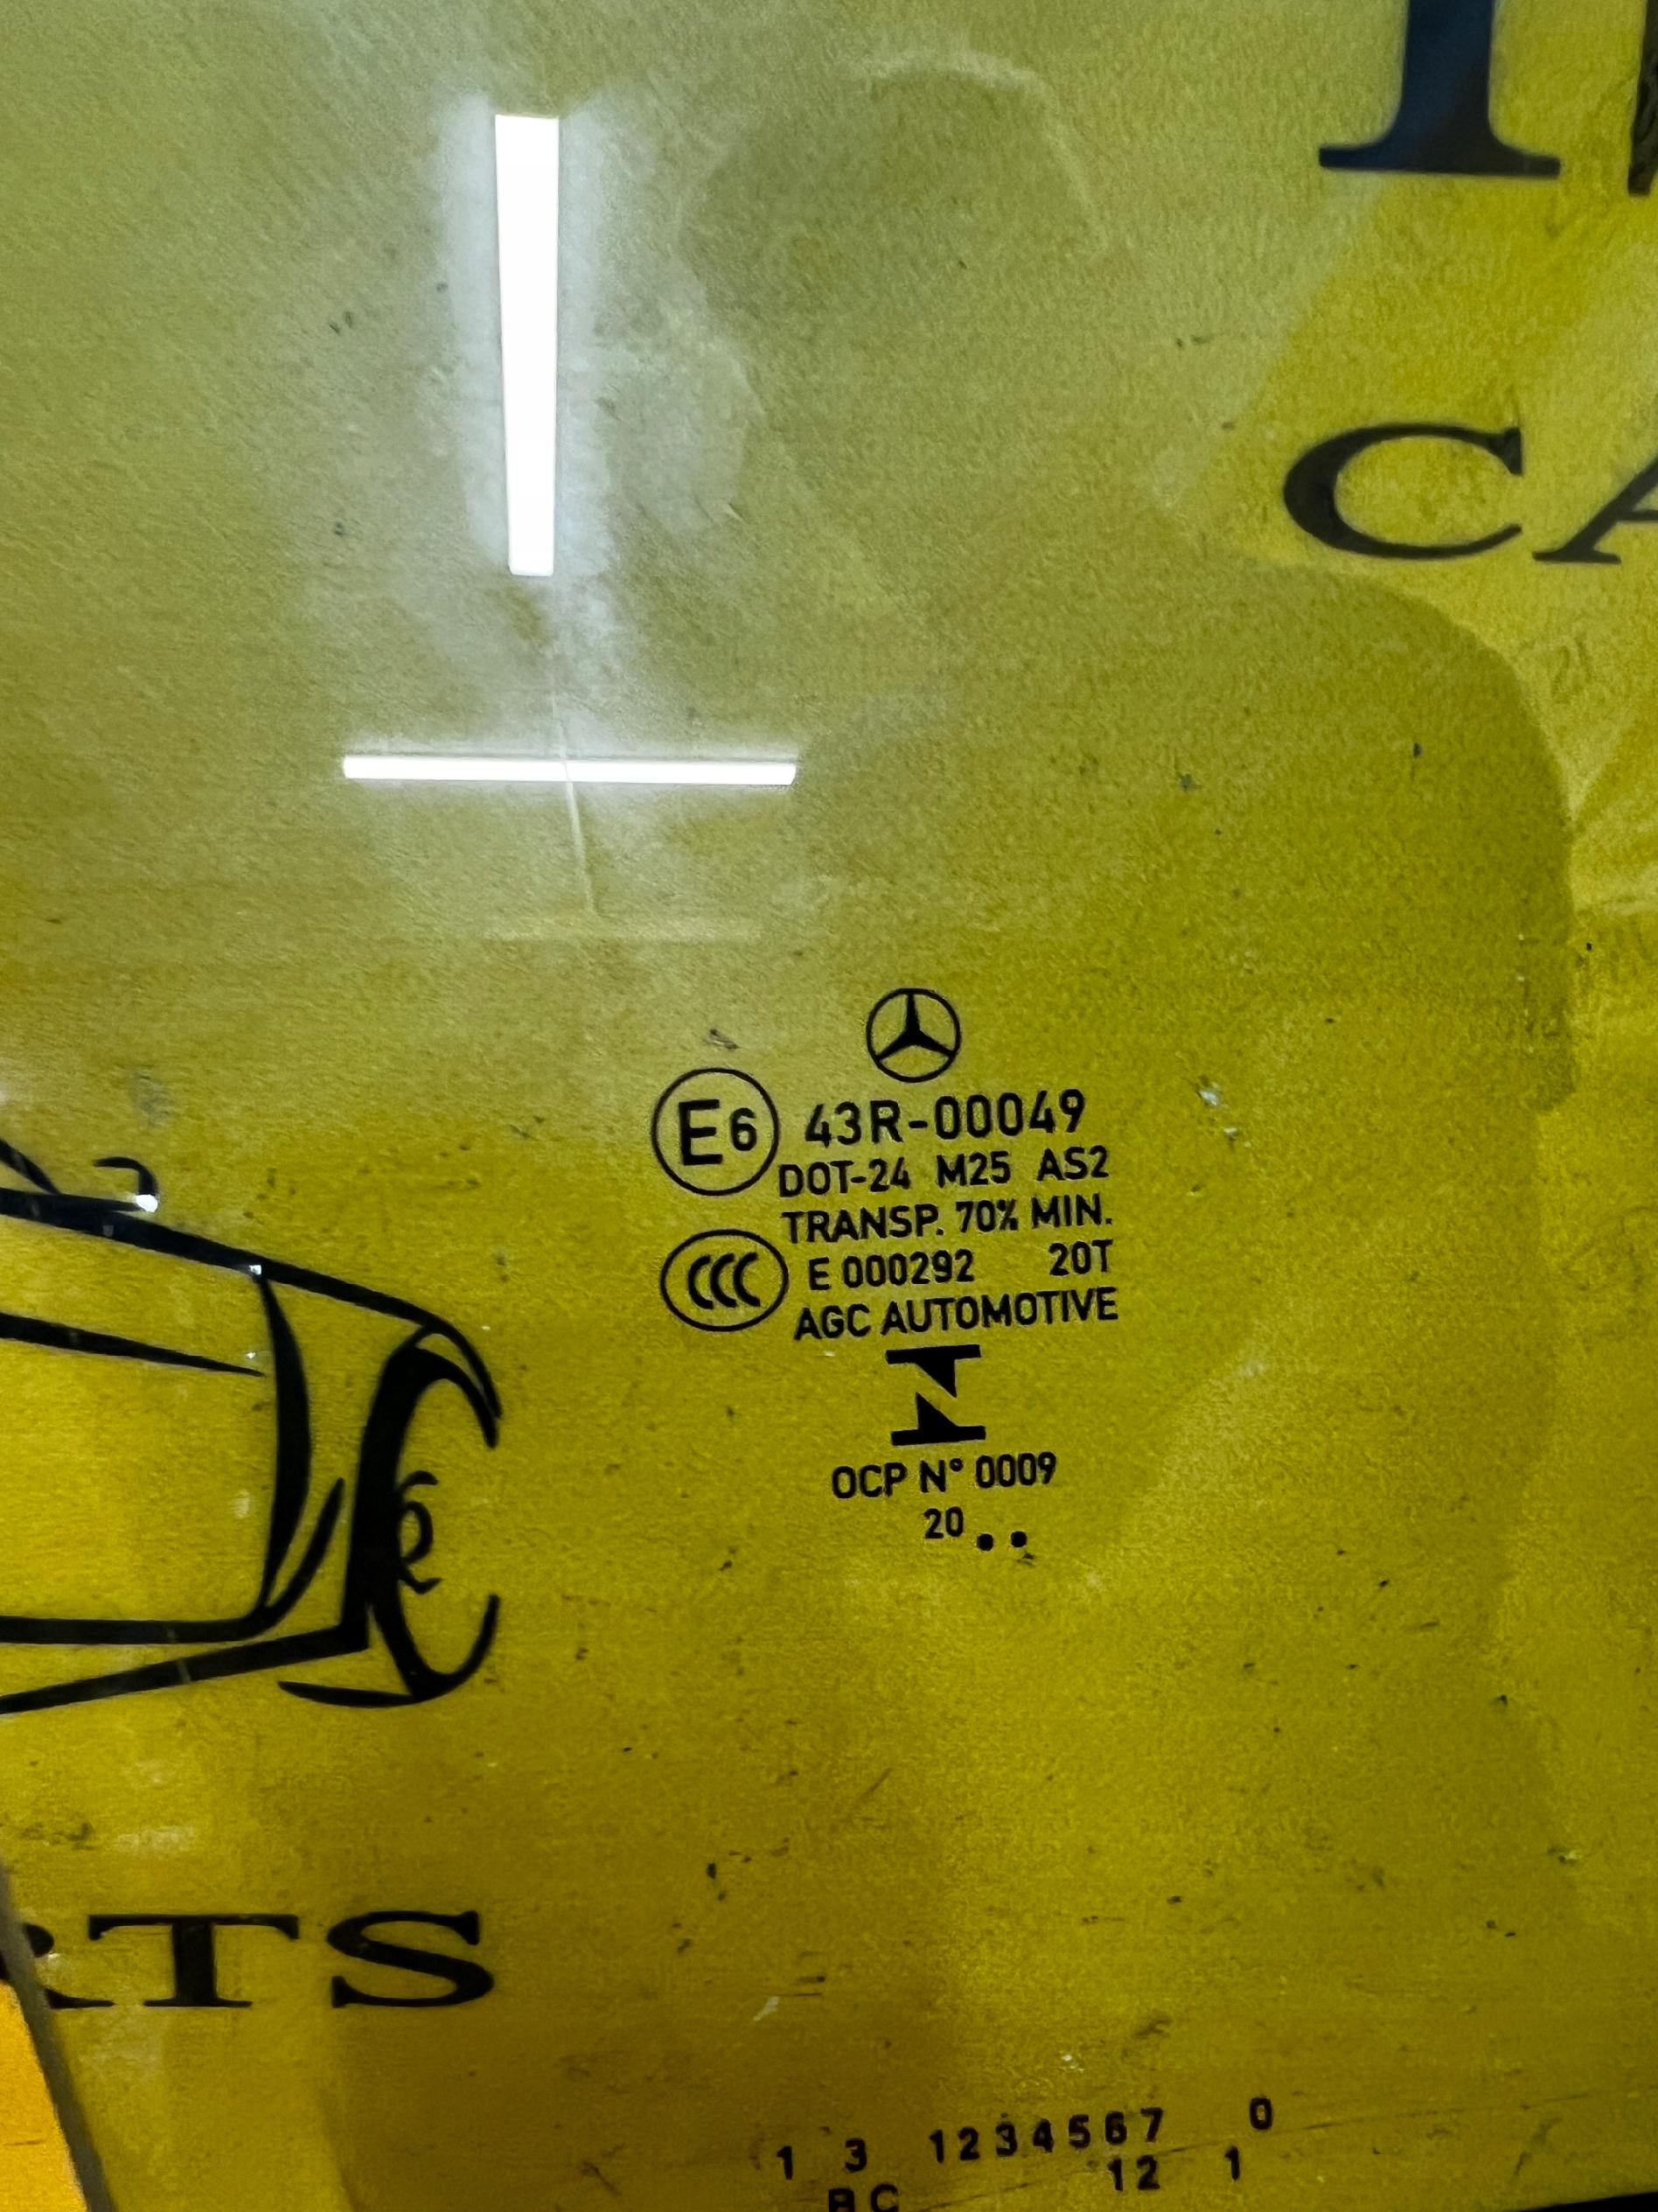 CA
E6 43R-00049
DOT-24 M25 AS2
TRANSP. 70% MIN.
CCC E 000292 20T
AGC AUTOMOTIVE
OCP N° 0009
20 ..
RTS
1 3 1234567 0
BC 12 1